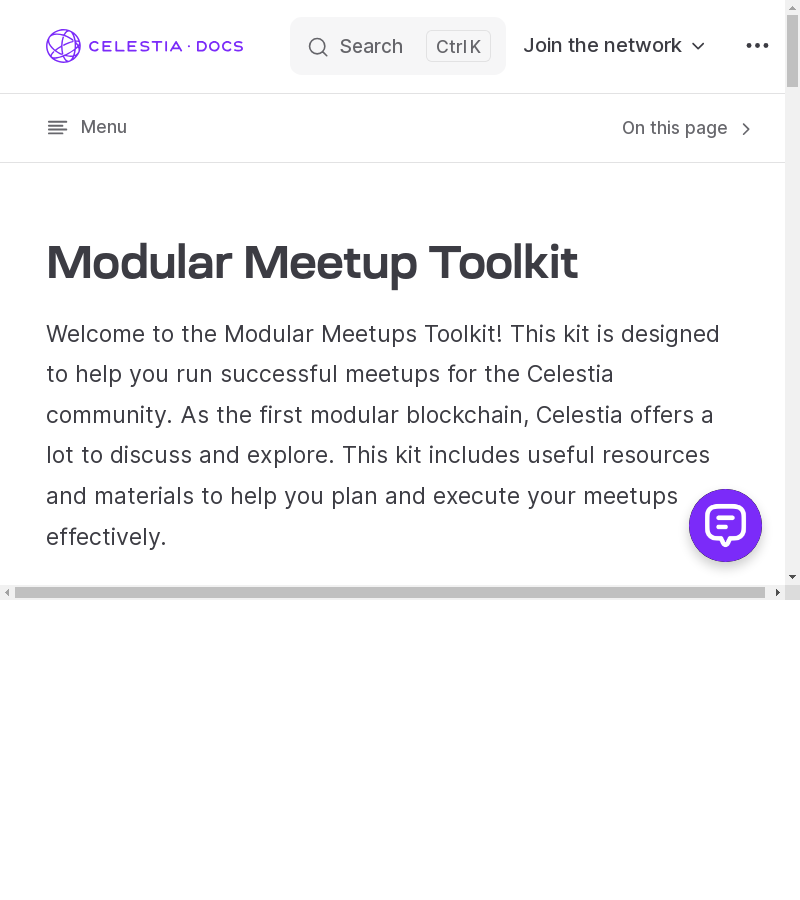 CELESTIA · DOCS
Search
Ctrl K
Join the network
Menu
On this page
Modular Meetup Toolkit
Welcome to the Modular Meetups Toolkit! This kit is designed
to help you run successful meetups for the Celestia
community. As the first modular blockchain, Celestia offers a
lot to discuss and explore. This kit includes useful resources
and materials to help you plan and execute your meetups
effectively.